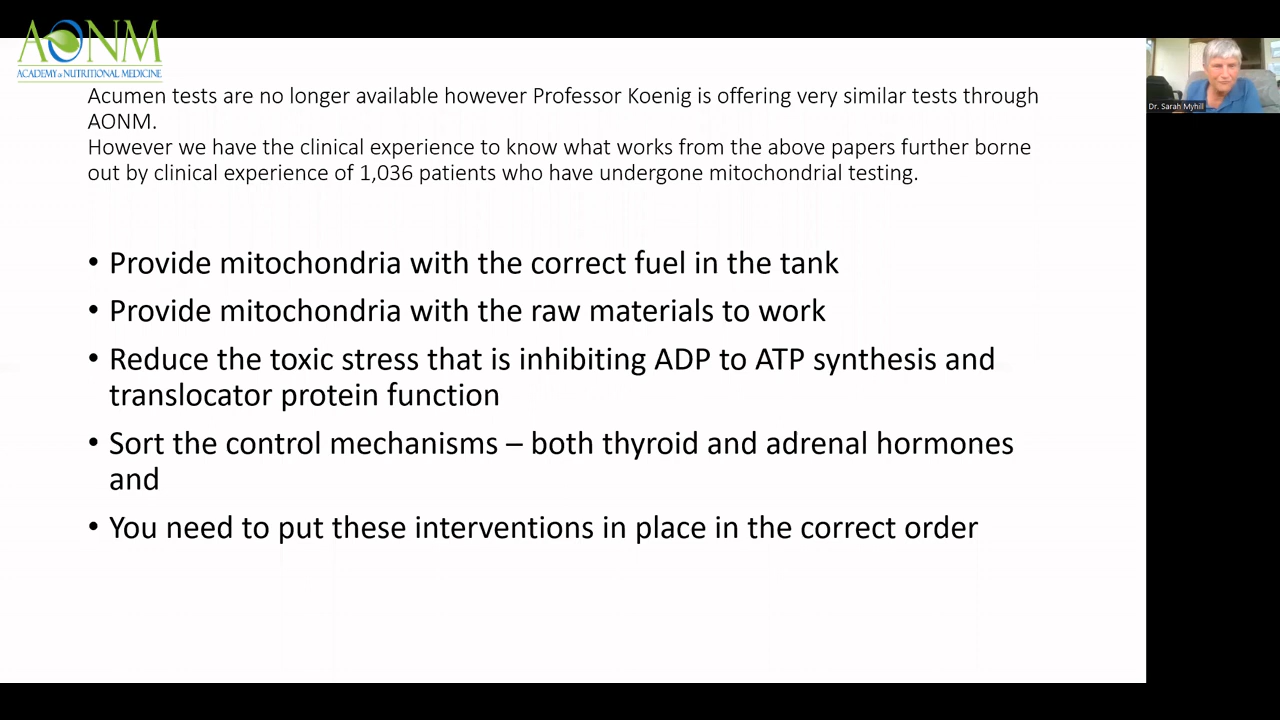 AONM
ACADEMY of NUTRITIONAL MEDICINE
Acumen tests are no longer available however Professor Koenig is offering very similar tests through
AONM.
However we have the clinical experience to know what works from the above papers further borne
out by clinical experience of 1,036 patients who have undergone mitochondrial testing.
• Provide mitochondria with the correct fuel in the tank
• Provide mitochondria with the raw materials to work
• Reduce the toxic stress that is inhibiting ADP to ATP synthesis and
translocator protein function
• Sort the control mechanisms – both thyroid and adrenal hormones
and
• You need to put these interventions in place in the correct order
Dr. Sarah Myhill